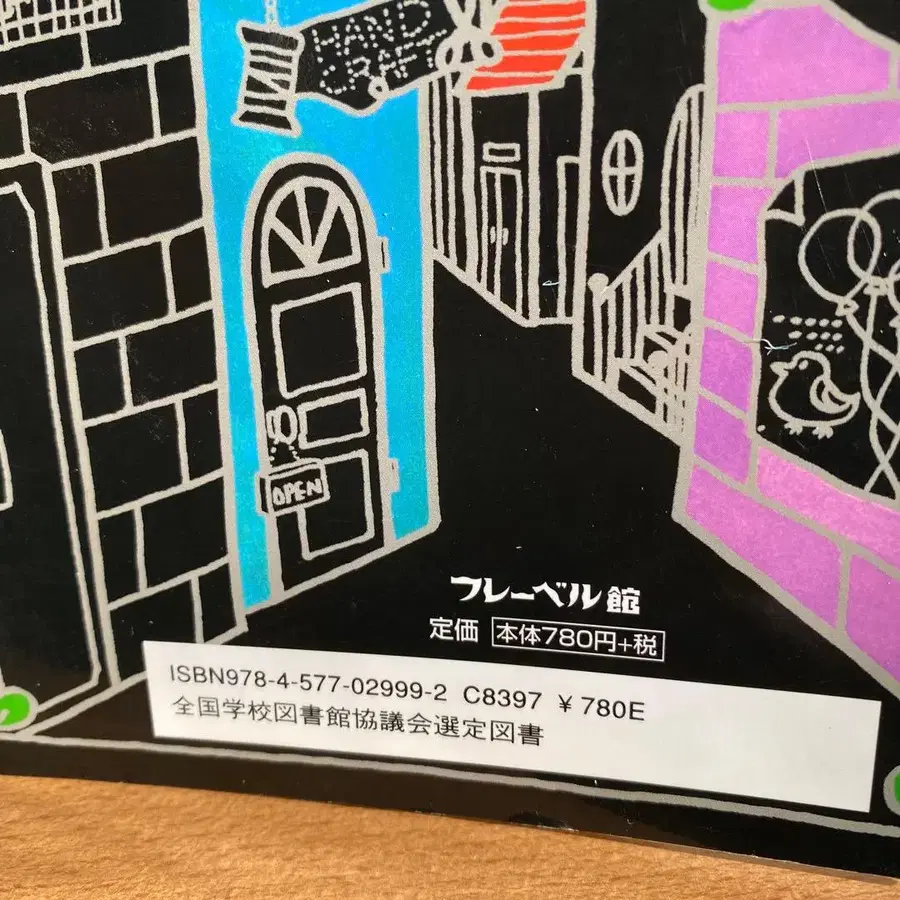 HAND
CRAFT
OPEN
フレーベル館
定価 本体780円+税
ISBN978-4-577-02999-2 C8397 ¥780E
全国学校図書館協議会選定図書